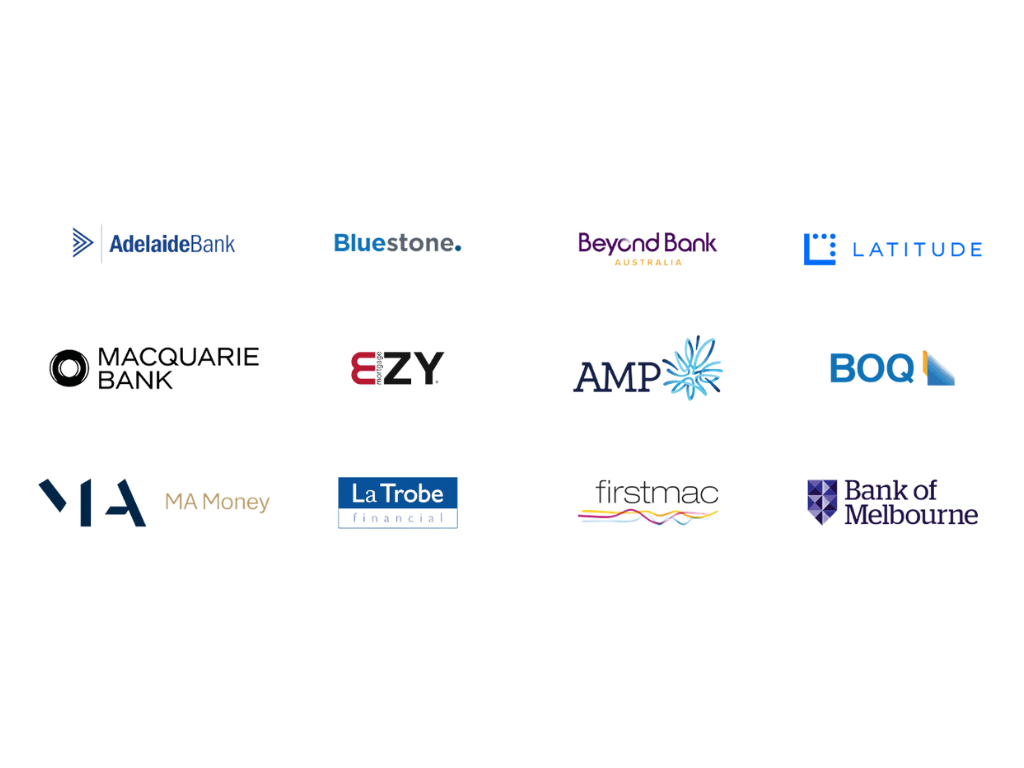 AdelaideBank
Bluestone.
Beyond Bank
AUSTRALIA
LATITUDE
MACQUARIE
BANK
mortgage
EZY
AMP
BOQ
MA
MA Money
La Trobe
financial
firstmac
Bank of
Melbourne